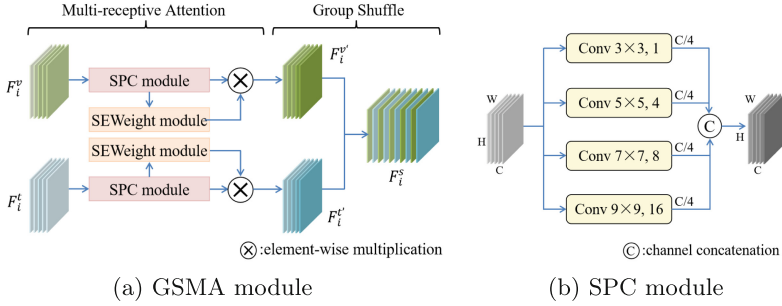 Multi-receptive Attention
Group Shuffle
F_i^v
SPC module
SEWeight module
SEWeight module
F_i^t
SPC module
F_i^{v'}
F_i^{t'}
F_i^s
⊗:element-wise multiplication
(a) GSMA module
W
H
C
Conv 3×3, 1
C/4
Conv 5×5, 4
C/4
Conv 7×7, 8
C/4
Conv 9×9, 16
C/4
C
W
H
C
Ⓒ:channel concatenation
(b) SPC module